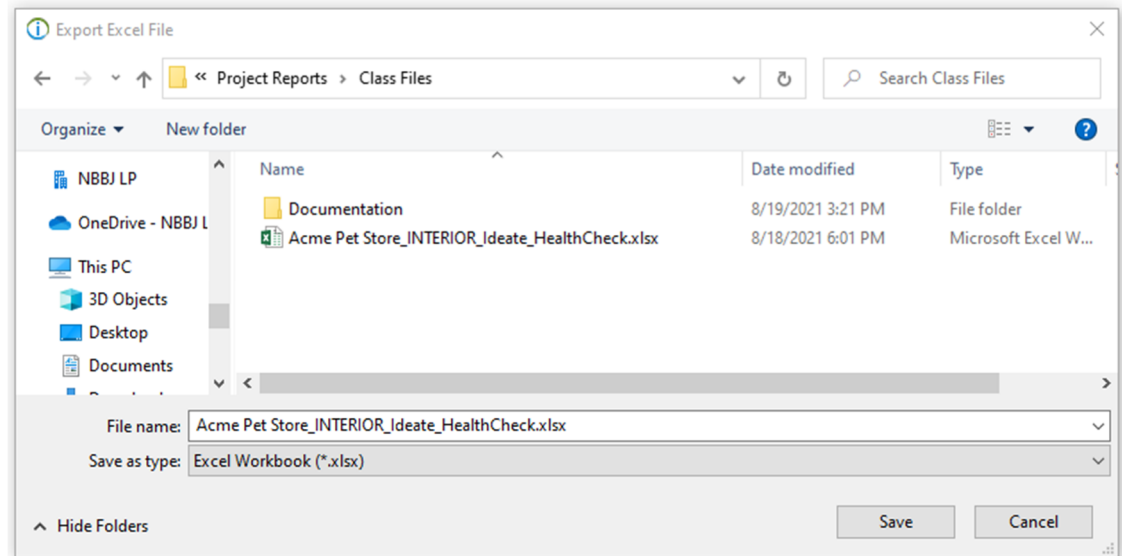 Export Excel File
« Project Reports > Class Files
Search Class Files
Organize
New folder
?
NBBJ LP
OneDrive - NBBJ L
This PC
3D Objects
Desktop
Documents
Name Date modified Type
Documentation 8/19/2021 3:21 PM File folder
Acme Pet Store_INTERIOR_Ideate_HealthCheck.xlsx 8/18/2021 6:01 PM Microsoft Excel W...
File name: Acme Pet Store_INTERIOR_Ideate_HealthCheck.xlsx
Save as type: Excel Workbook (*.xlsx)
Hide Folders
Save
Cancel